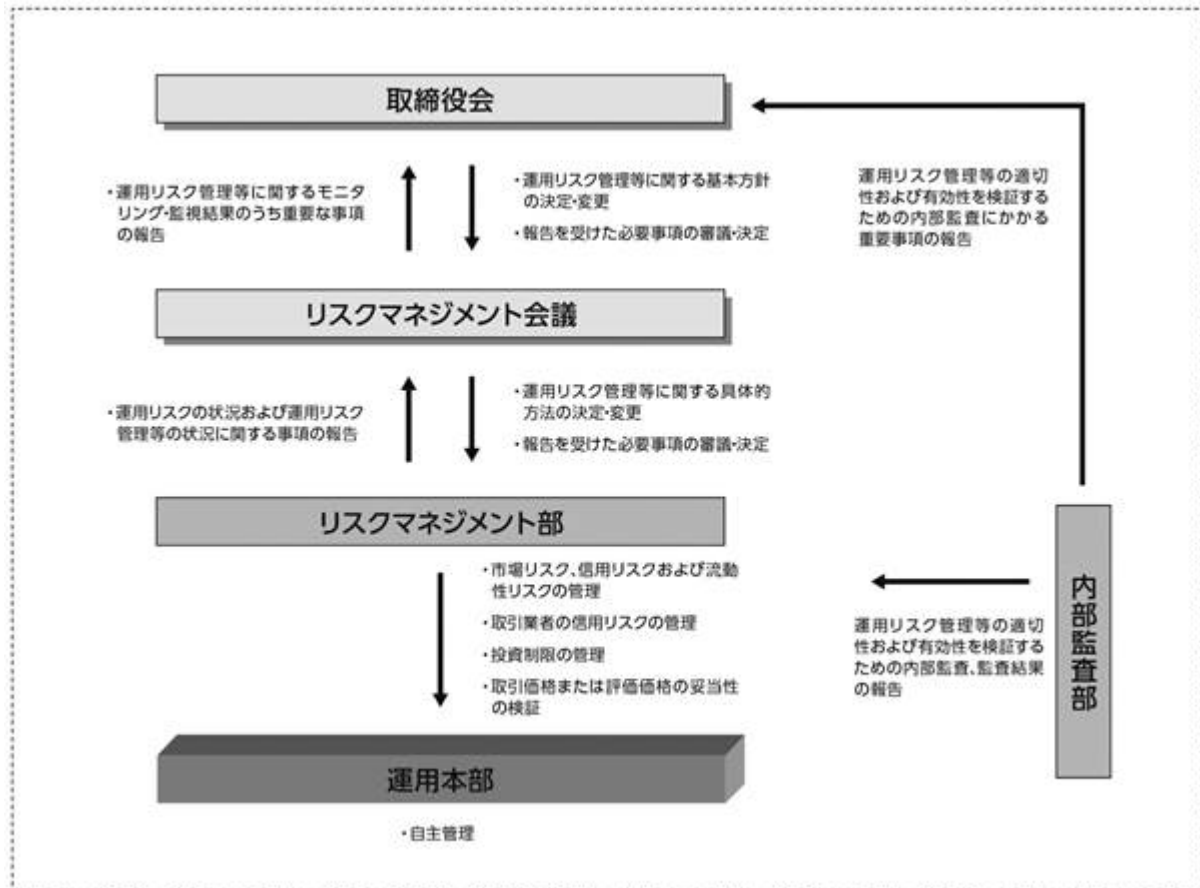 取締役会
・運用リスク管理等に関するモニタ
リング・監視結果のうち重要な事項
の報告
・運用リスク管理等に関する基本方針
の決定・変更
・報告を受けた必要事項の審議・決定
運用リスク管理等の適切
性および有効性を検証する
ための内部監査にかかる
重要事項の報告
リスクマネジメント会議
・運用リスクの状況および運用リスク
管理等の状況に関する事項の報告
・運用リスク管理等に関する具体的
方法の決定・変更
・報告を受けた必要事項の審議・決定
リスクマネジメント部
・市場リスク、信用リスクおよび流動
性リスクの管理
・取引業者の信用リスクの管理
・投資制限の管理
・取引価格または評価価格の妥当性
の検証
運用リスク管理等の適切
性および有効性を検証する
ための内部監査、監査結果
の報告
内部監査部
運用本部
・自主管理